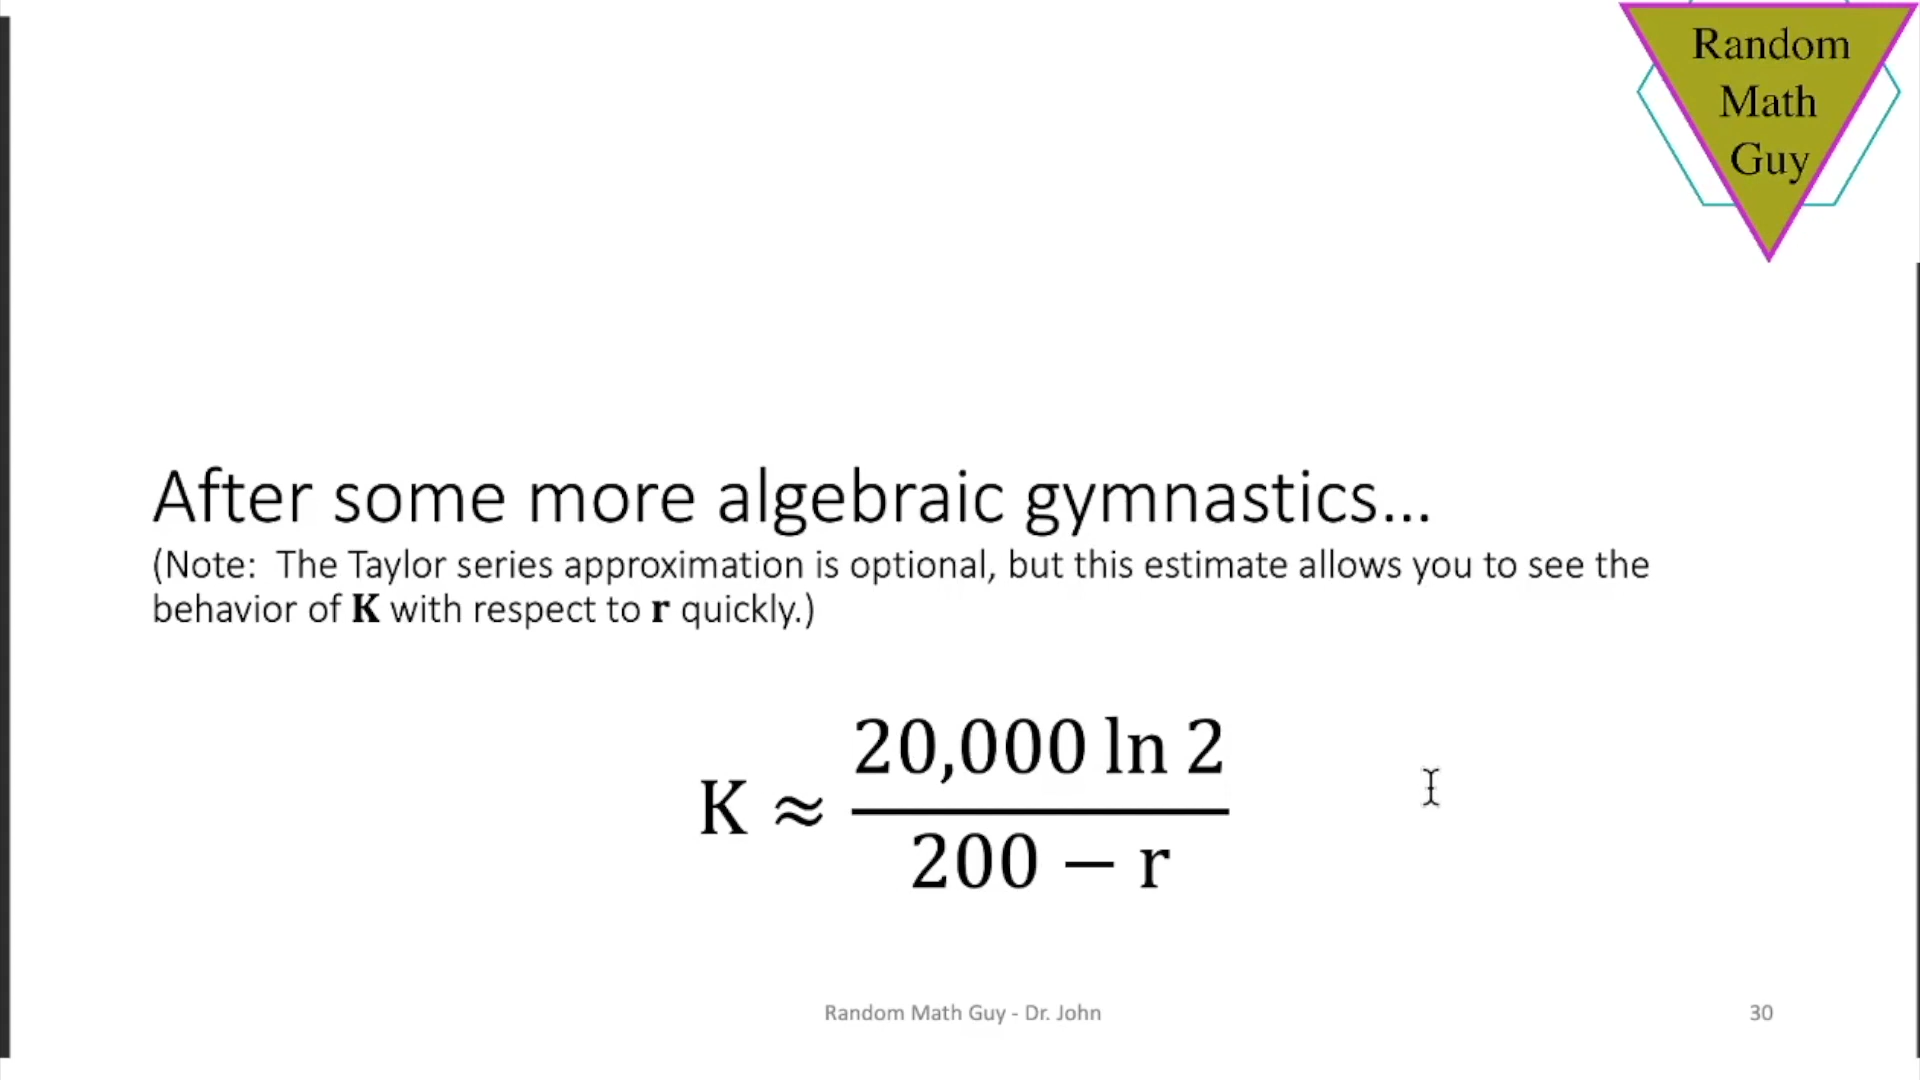 Random
Math
Guy
After some more algebraic gymnastics...
(Note: The Taylor series approximation is optional, but this estimate allows you to see the
behavior of K with respect to r quickly.)
K ≈ 20,000 ln 2 / 200 − r
Random Math Guy - Dr. John
30